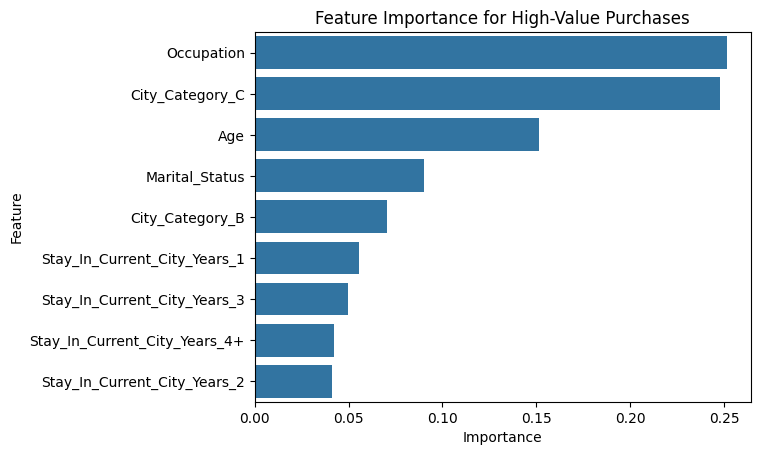 Feature Importance for High-Value Purchases
Feature
Occupation
City_Category_C
Age
Marital_Status
City_Category_B
Stay_In_Current_City_Years_1
Stay_In_Current_City_Years_3
Stay_In_Current_City_Years_4+
Stay_In_Current_City_Years_2
0.00 0.05 0.10 0.15 0.20 0.25
Importance